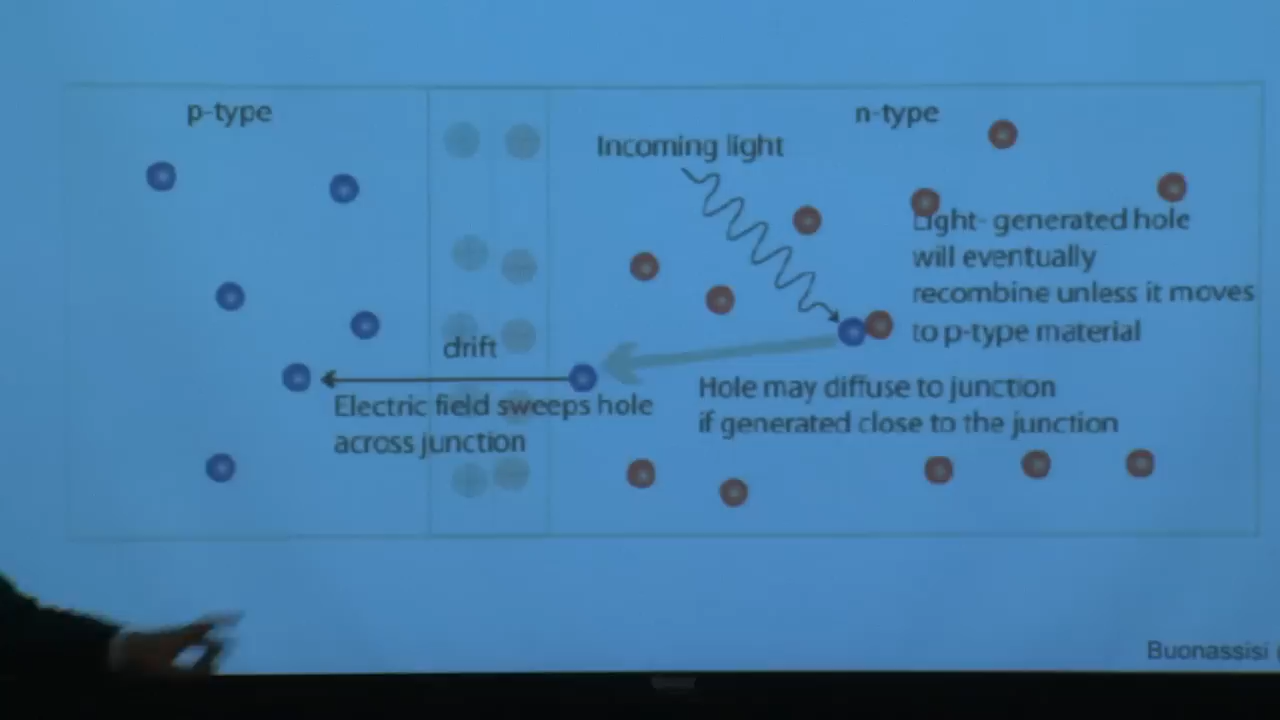 p-type
n-type
Incoming light
Light- generated hole
will eventually
recombine unless it moves
to p-type material
drift
Hole may diffuse to junction
if generated close to the junction
Electric field sweeps hole
across junction
Buonassisi (